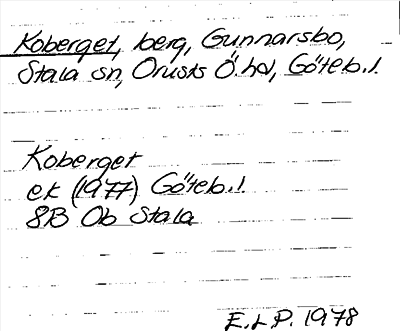 Koberget, berg, Gunnarsbo,
Stala sn, Orusts Ö. hd, Göteb. l.
Koberget
ek (1977) Göteb. l.
8B Ob Stala
E.L.P. 1978